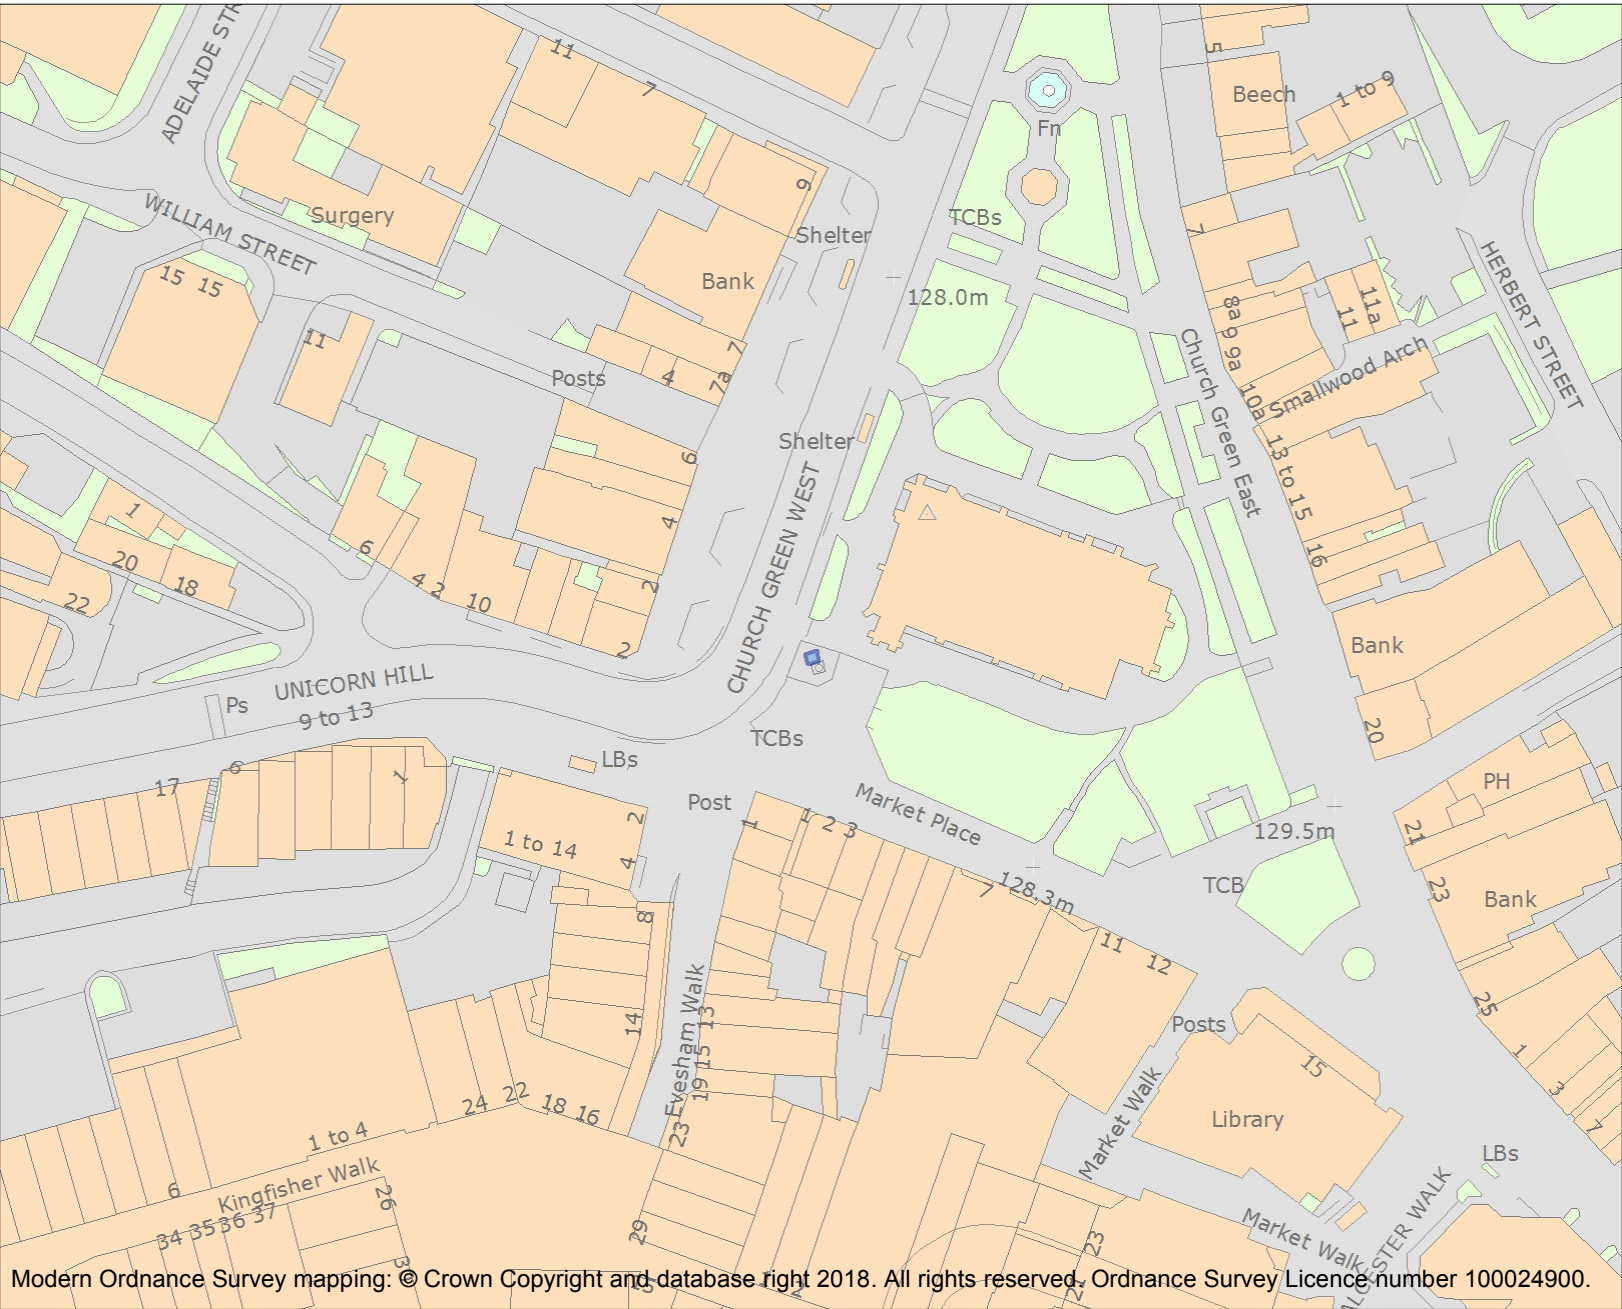 ADELAIDE STR
11
7
5
Beech
1 to 9
Fn
6
WILLIAM STREET
Surgery
TCBs
Shelter
7
Bank
128.0m
HERBERT STREET
15
15
11
8a
9
9a
10a
11
11a
Church Green East
Smallwood Arch
Posts
4
7a
7
Shelter
6
4
2
2
CHURCH GREEN WEST
13 to 15
16
1
20
18
22
6
4
2
10
Bank
20
UNICORN HILL
Ps
9 to 13
TCBs
LBs
Post
Market Place
PH
17
6
1
1 to 14
2
4
1
1
2
3
129.5m
21
TCB
23
Bank
7
128.3m
11
12
8
14
Evesham Walk
13
15
19
23
25
1
3
7
Posts
15
Library
Market Walk
24
22
18
16
1 to 4
Kingfisher Walk
6
34
35
36
37
26
29
23
LBs
Market Walk
ALCESTER WALK
Modern Ordnance Survey mapping: © Crown Copyright and database right 2018. All rights reserved. Ordnance Survey Licence number 100024900.